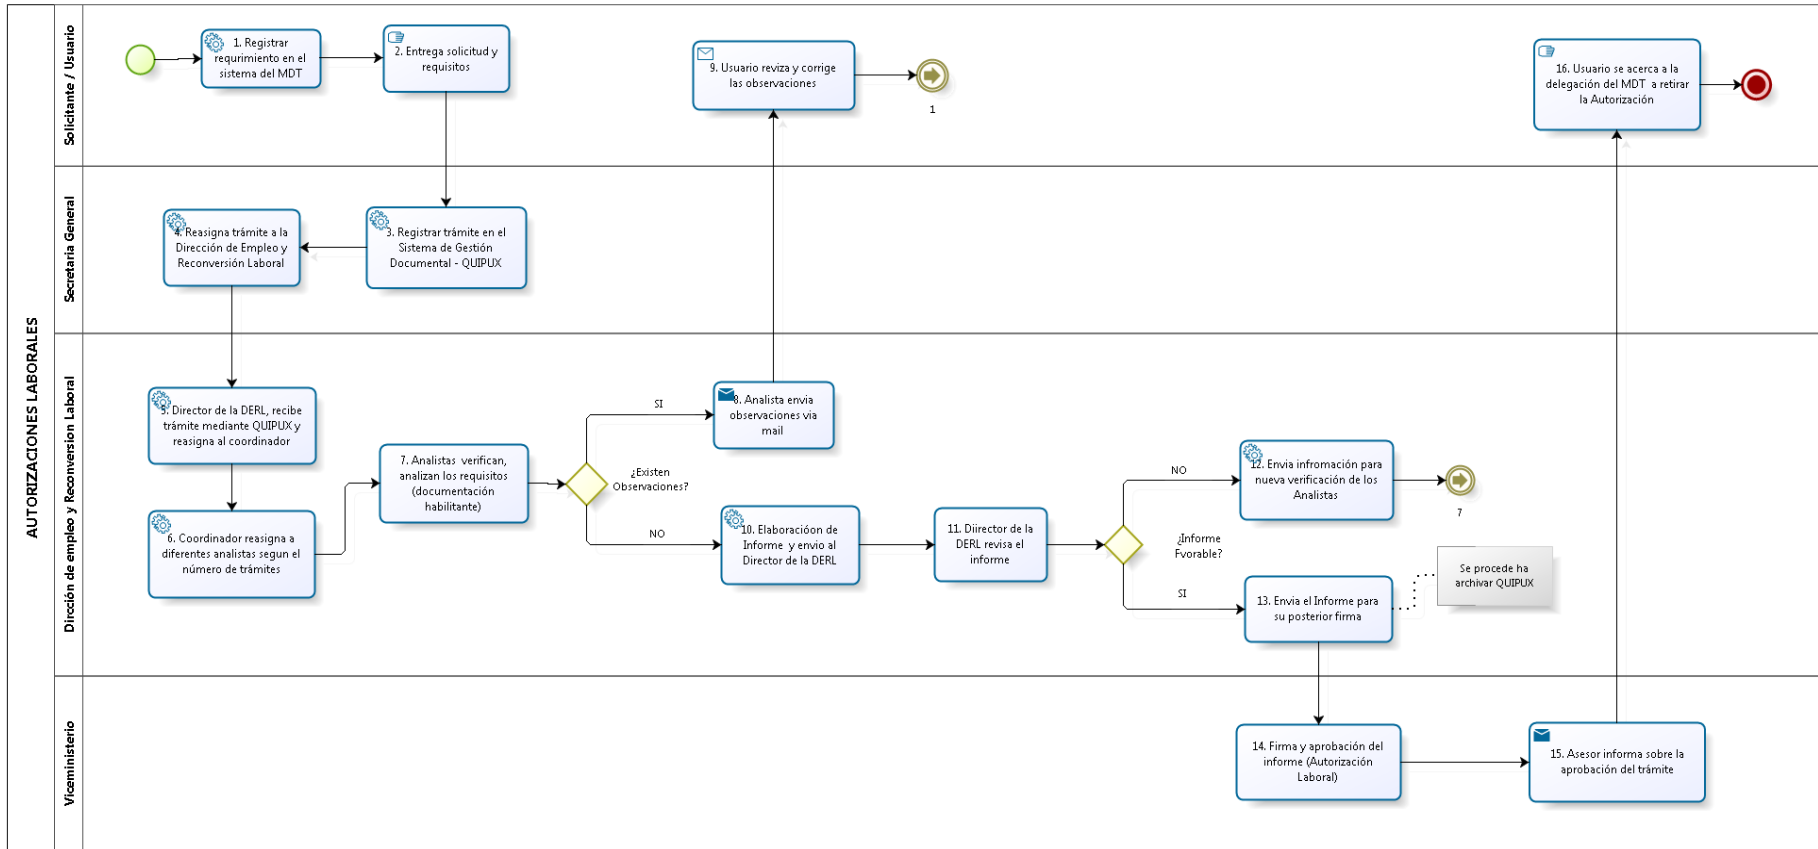 AUTORIZACIONES LABORALES
Solicitante / Usuario
1. Registrar
requrimiento en el
sistema del MDT
2. Entrega solicitud y
requisitos
9. Usuario reviza y corrige
las observaciones
1
16. Usuario se acerca a la
delegación del MDT a retirar
la Autorización
Secretaria General
4. Reasigna trámite a la
Dirección de Empleo y
Reconversión Laboral
3. Registrar trámite en el
Sistema de Gestión
Documental - QUIPUX
Dircción de empleo y Reconversion Laboral
5. Director de la DERL, recibe
trámite mediante QUIPUX y
reasigna al coordinador
6. Coordinador reasigna a
diferentes analistas segun el
número de trámites
7. Analistas verifican,
analizan los requisitos
(documentación
habilitante)
¿Existen
Observaciones?
SI
8. Analista envia
observaciones via
mail
NO
10. Elaboracióon de
Informe y envio al
Director de la DERL
11. Diirector de la
DERL revisa el
informe
¿Informe
Fvorable?
NO
12. Envia infromación para
nueva verificación de los
Analistas
7
SI
13. Envia el Informe para
su posterior firma
Se procede ha
archivar QUIPUX
Viceministerio
14. Firma y aprobación del
informe (Autorización
Laboral)
15. Asesor informa sobre la
aprobación del trámite